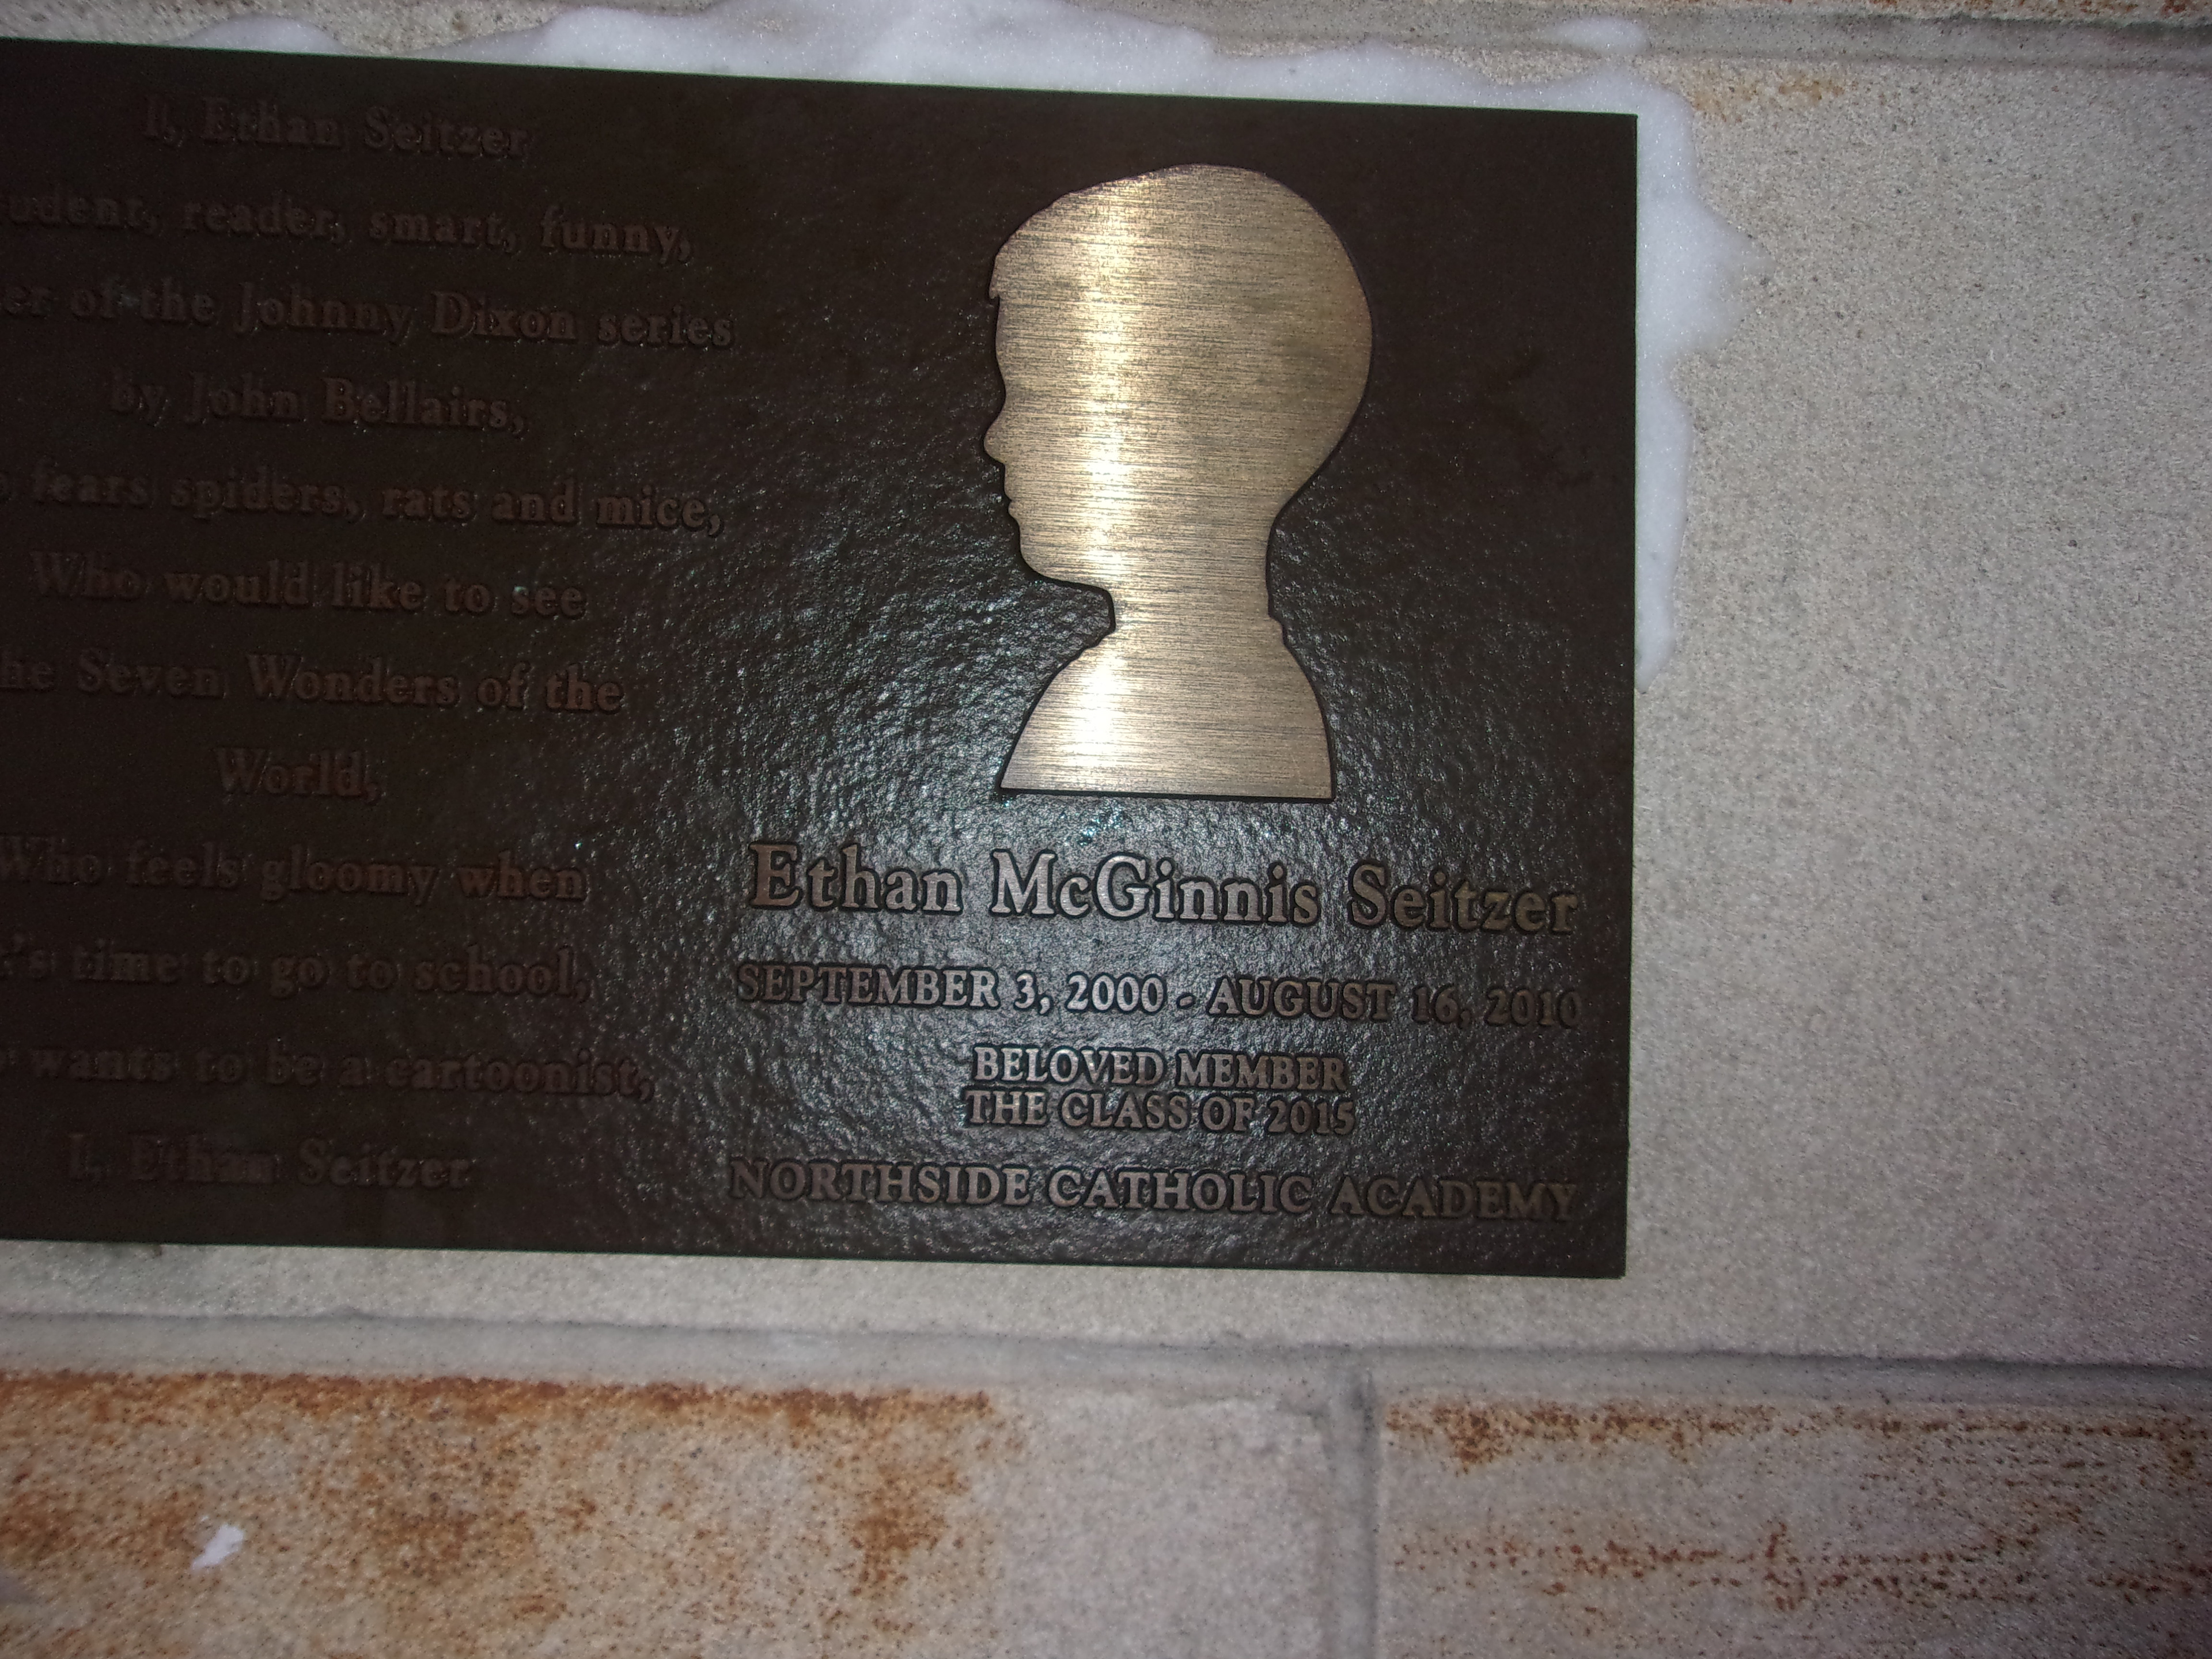 I, Ethan Seitzer
reader, smart, funny,
of the Johnny Dixon series
by John Bellairs,
fears spiders, rats and mice,
Who would like to see
Seven Wonders of the
World,
Who feels gloomy when
time to go to school,
wants to be a cartoonist,
I, Ethan Seitzer
Ethan McGinnis Seitzer
SEPTEMBER 3, 2000 - AUGUST 16, 2010
BELOVED MEMBER
THE CLASS OF 2015
NORTHSIDE CATHOLIC ACADEMY